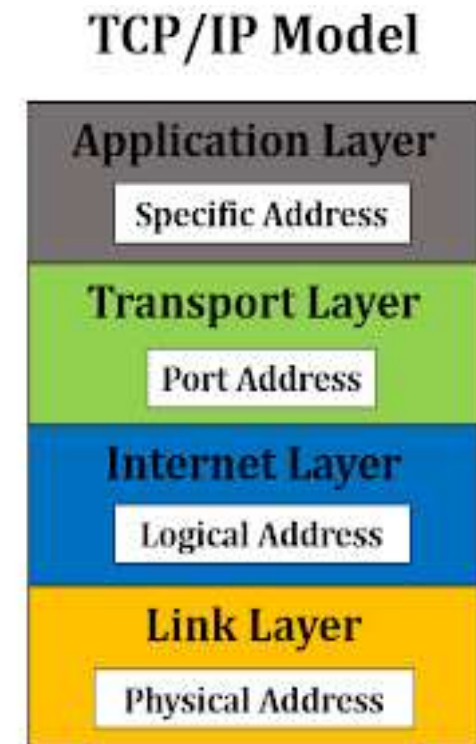 TCP/IP Model
Application Layer
Specific Address
Transport Layer
Port Address
Internet Layer
Logical Address
Link Layer
Physical Address